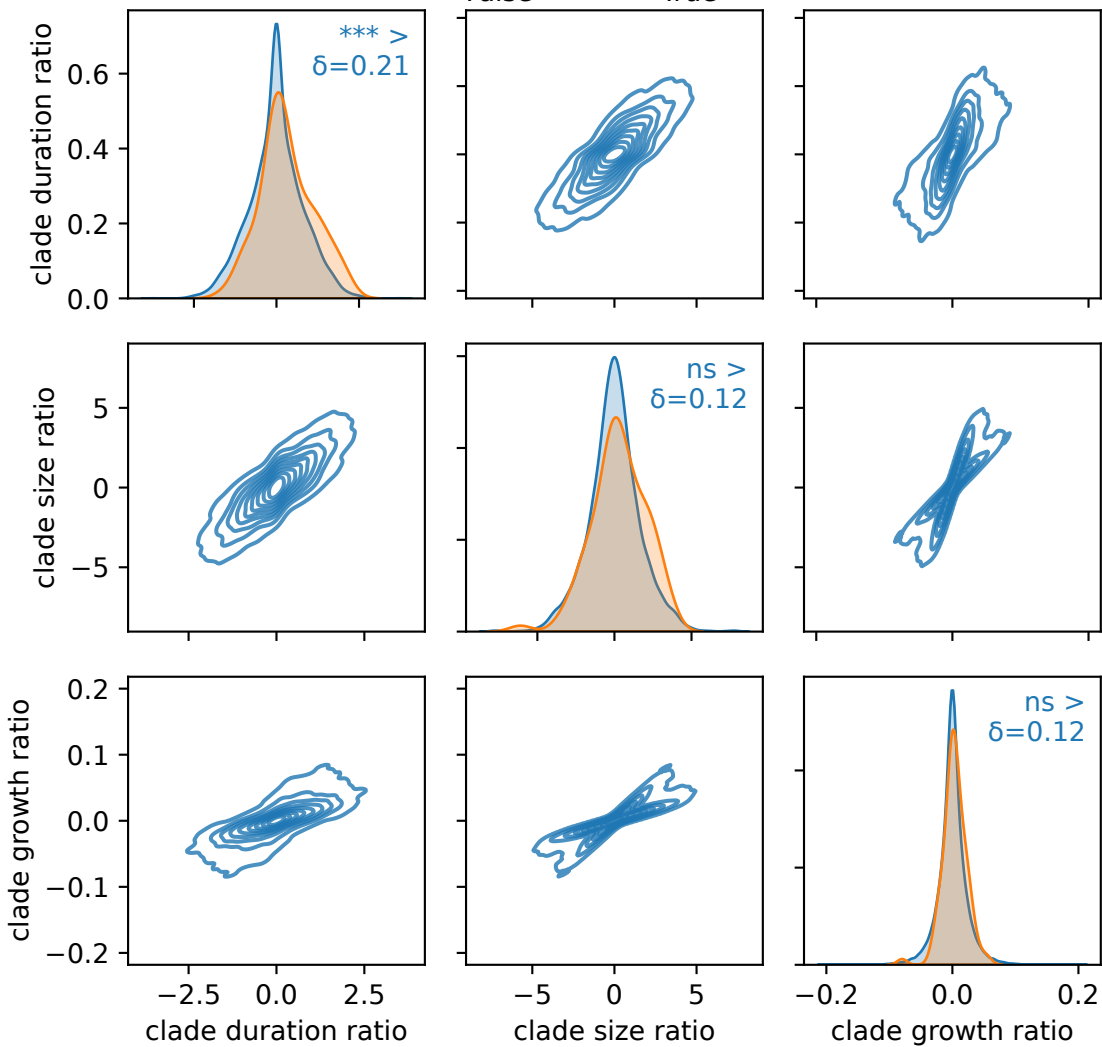 clade duration ratio
0.6
0.4
0.2
0.0
*** >
δ=0.21
clade size ratio
5
0
−5
ns >
δ=0.12
clade growth ratio
0.2
0.1
0.0
−0.1
−0.2
ns >
δ=0.12
−2.5
0.0
2.5
clade duration ratio
−5
0
5
clade size ratio
−0.2
0.0
0.2
clade growth ratio